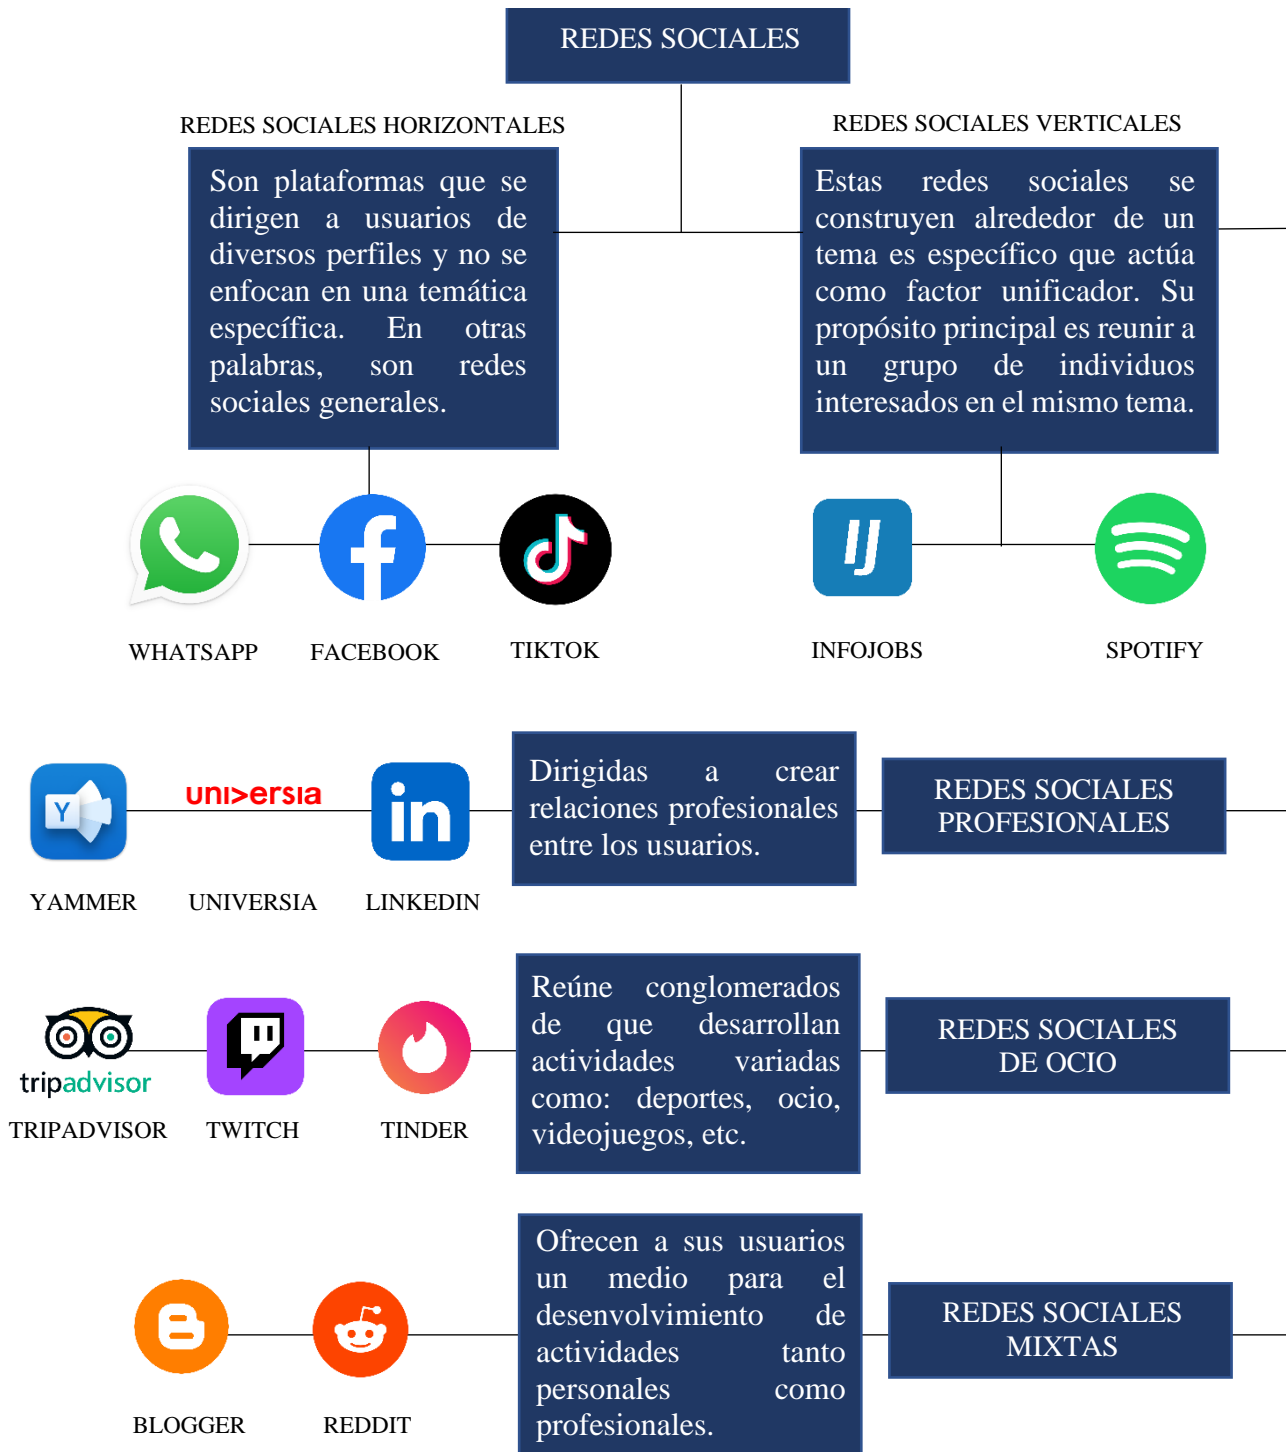 REDES SOCIALES
REDES SOCIALES HORIZONTALES
Son plataformas que se
dirigen a usuarios de
diversos perfiles y no se
enfocan en una temática
específica. En otras
palabras, son redes
sociales generales.
REDES SOCIALES VERTICALES
Estas redes sociales se
construyen alrededor de un
tema es específico que actúa
como factor unificador. Su
propósito principal es reunir a
un grupo de individuos
interesados en el mismo tema.
IJ
WHATSAPP
FACEBOOK
TIKTOK
INFOJOBS
SPOTIFY
Y
uni>ersia
in
Dirigidas a crear
relaciones profesionales
entre los usuarios.
REDES SOCIALES
PROFESIONALES
YAMMER
UNIVERSIA
LINKEDIN
tripadvisor
Reúne conglomerados
de que desarrollan
actividades variadas
como: deportes, ocio,
videojuegos, etc.
REDES SOCIALES
DE OCIO
TRIPADVISOR
TWITCH
TINDER
Ofrecen a sus usuarios
un medio para el
desenvolvimiento de
actividades tanto
personales como
profesionales.
REDES SOCIALES
MIXTAS
BLOGGER
REDDIT